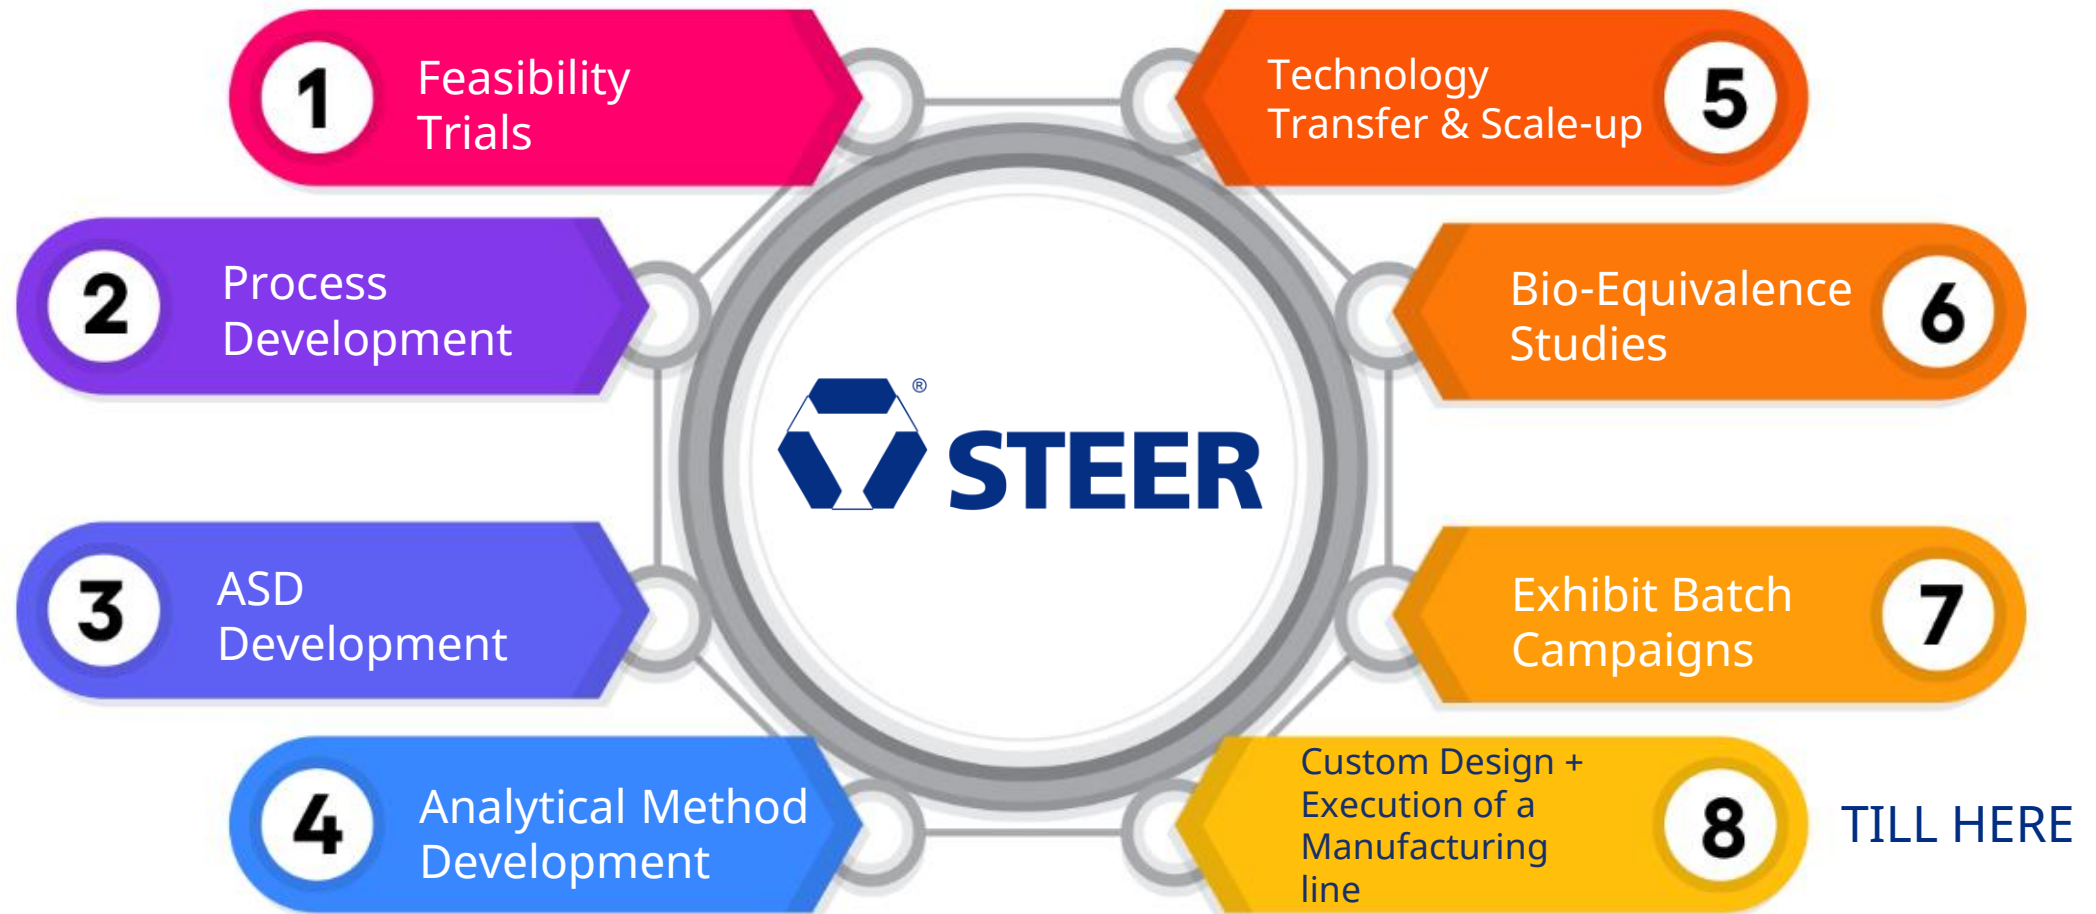 1
Feasibility
Trials
2
Process
Development
3
ASD
Development
4
Analytical Method
Development
Technology
Transfer & Scale-up
5
Bio-Equivalence
Studies
6
Exhibit Batch
Campaigns
7
Custom Design +
Execution of a
Manufacturing
line
8
TILL HERE
STEER®